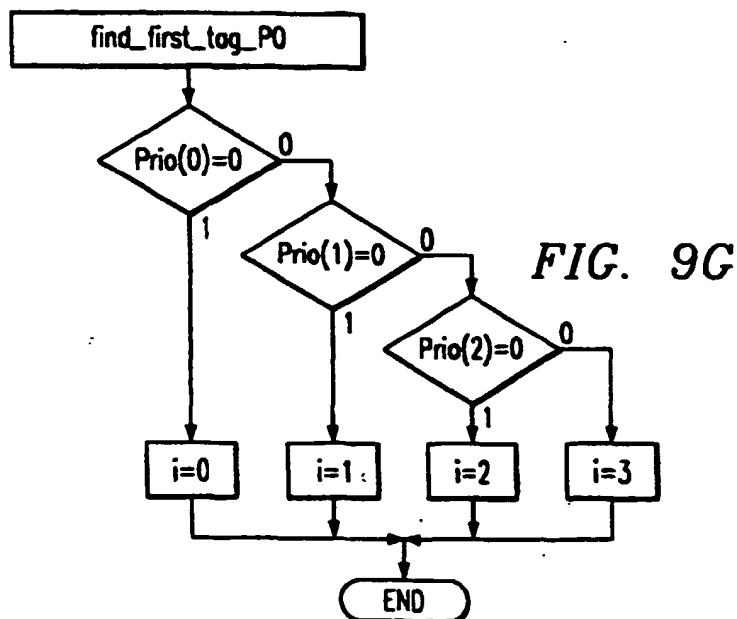 find_first_tag_P0
Prio(0)=0
0
1
Prio(1)=0
0
1
FIG. 9G
Prio(2)=0
0
1
i=0
i=1
i=2
i=3
END